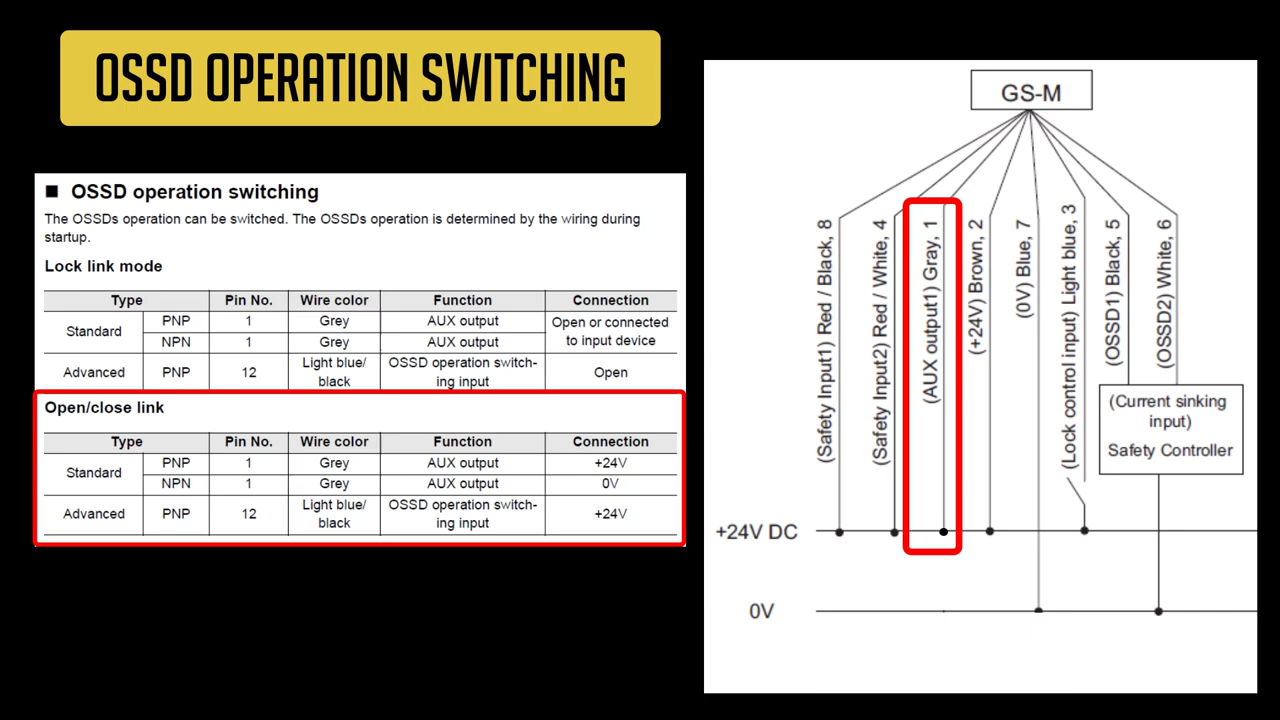 OSSD OPERATION SWITCHING
■ OSSD operation switching
The OSSDs operation can be switched. The OSSDs operation is determined by the wiring during
startup.
Lock link mode
Type Pin No. Wire color Function Connection
Standard PNP 1 Grey AUX output Open or connected to input device
NPN 1 Grey AUX output
Advanced PNP 12 Light blue/ black OSSD operation switch- ing input Open
Open/close link
Type Pin No. Wire color Function Connection
Standard PNP 1 Grey AUX output +24V
NPN 1 Grey AUX output 0V
Advanced PNP 12 Light blue/ black OSSD operation switch- ing input +24V
GS-M
(Safety Input1) Red / Black, 8
(Safety Input2) Red / White, 4
(AUX output1) Gray, 1
(+24V) Brown, 2
(0V) Blue, 7
(Lock control input) Light blue, 3
(OSSD1) Black, 5
(OSSD2) White, 6
(Current sinking
input)
Safety Controller
+24V DC
0V